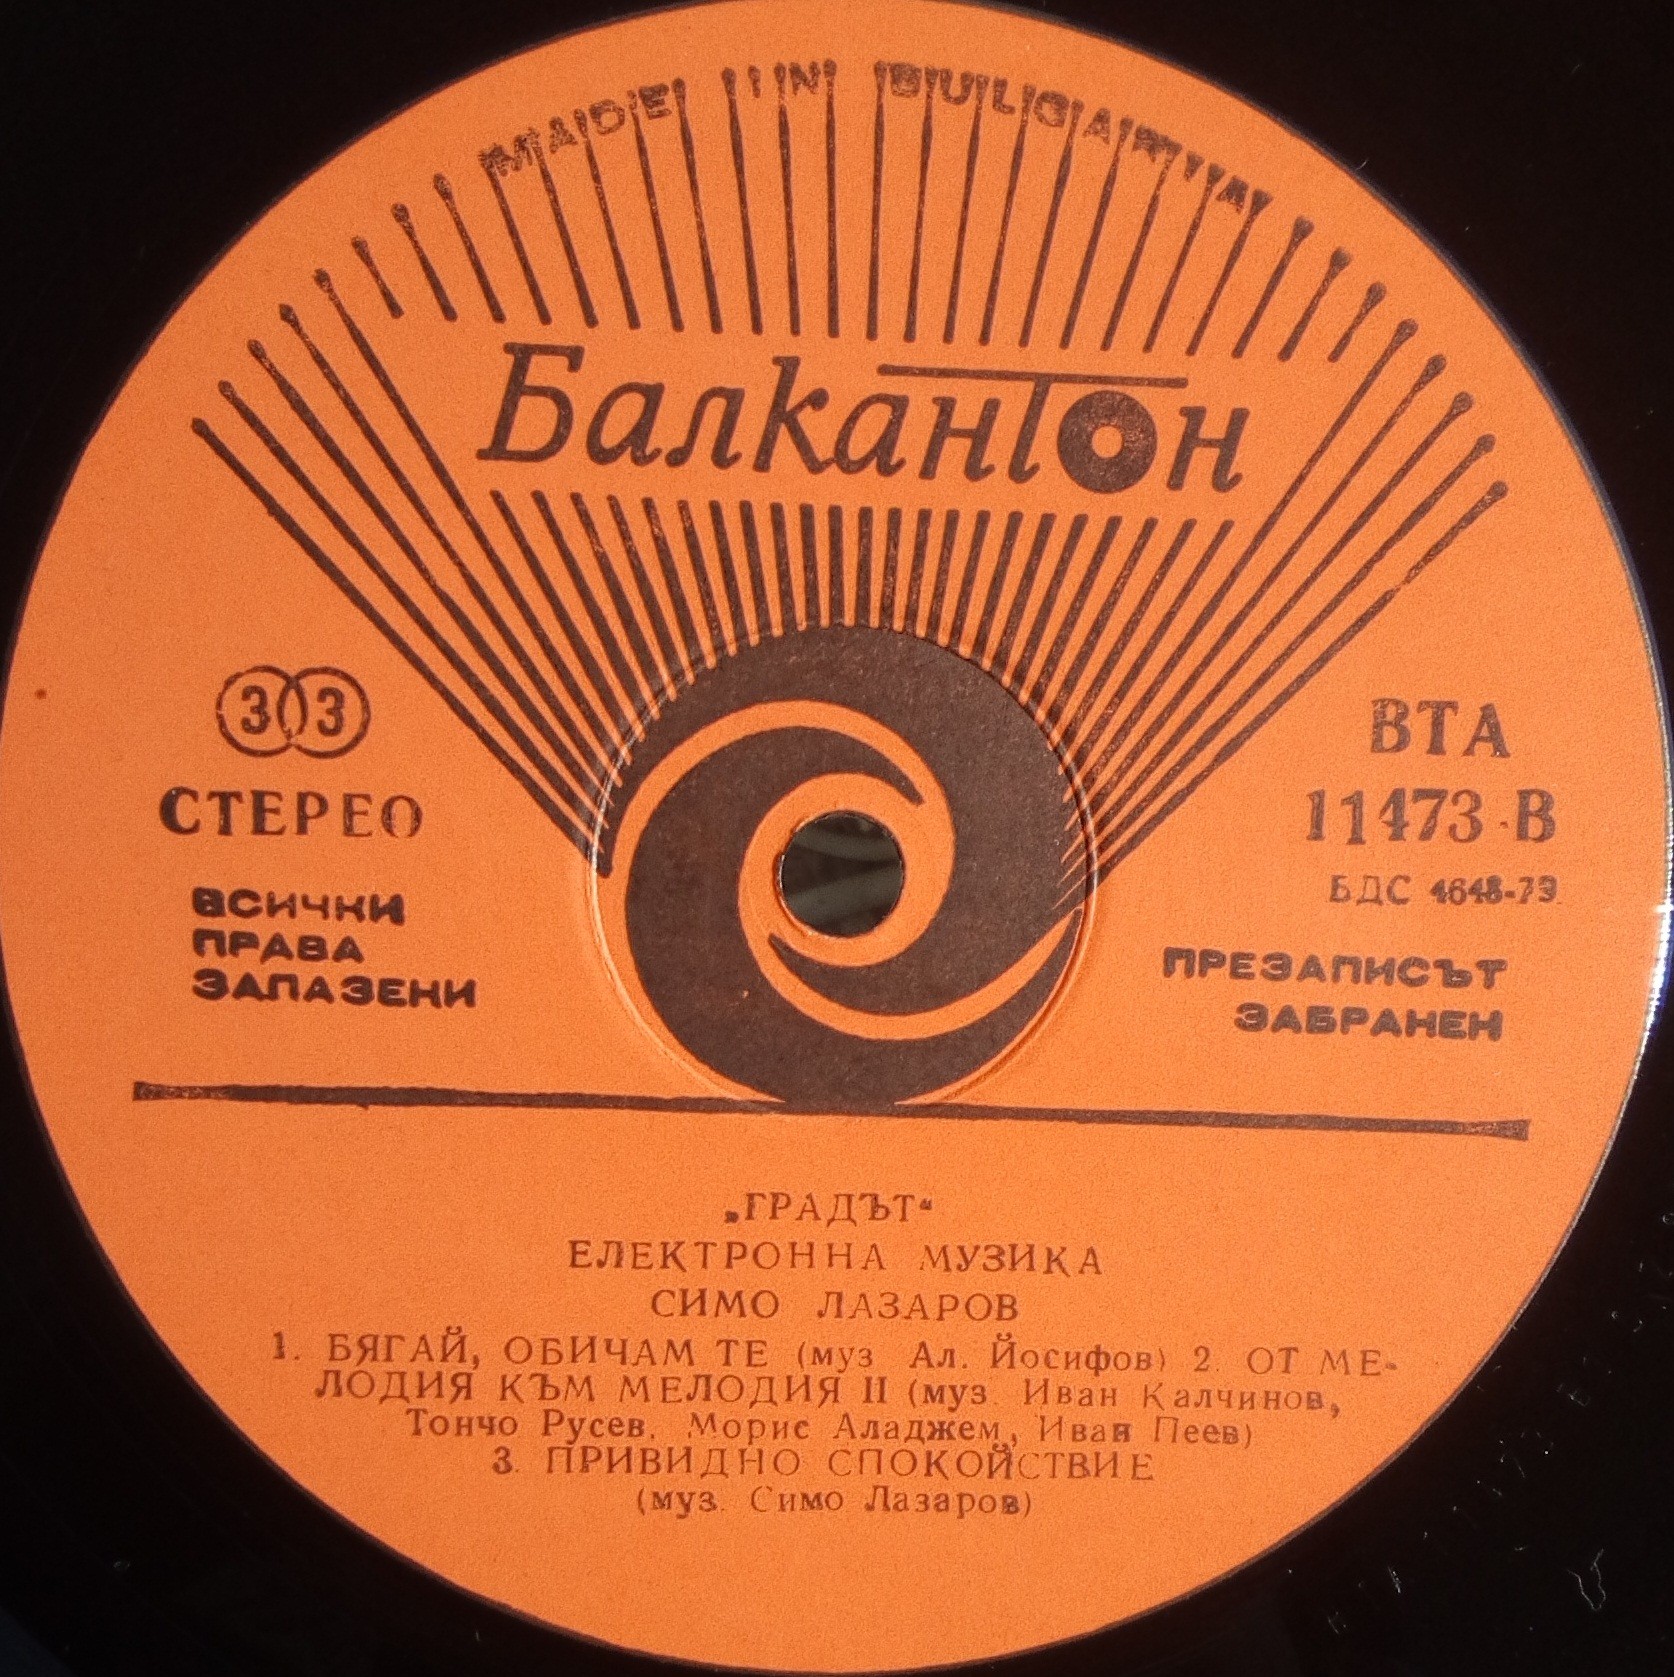 MADE IN BULGARIA
Балкантон
33
СТЕРЕО
ВСИЧКИ
ПРАВА
ЗАПАЗЕНИ
ВТА
11473 В
БДС 4648-73
ПРЕЗАПИСЪТ
ЗАБРАНЕН
„ГРАДЪТ“
ЕЛЕКТРОННА МУЗИКА
СИМО ЛАЗАРОВ
1. БЯГАЙ, ОБИЧАМ ТЕ (муз Ал. Йосифов) 2. ОТ МЕ-
ЛОДИЯ КЪМ МЕЛОДИЯ II (муз. Иван Калчинов,
Тончо Русев, Морис Аладжем, Иван Пеев)
3. ПРИВИДНО СПОКОЙСТВИЕ
(муз. Симо Лазаров)